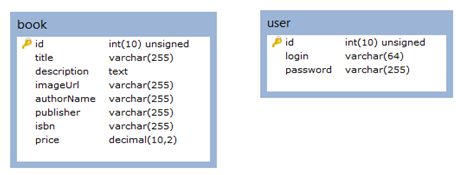 book
id int(10) unsigned
title varchar(255)
description text
imageUrl varchar(255)
authorName varchar(255)
publisher varchar(255)
isbn varchar(255)
price decimal(10,2)
user
id int(10) unsigned
login varchar(64)
password varchar(255)